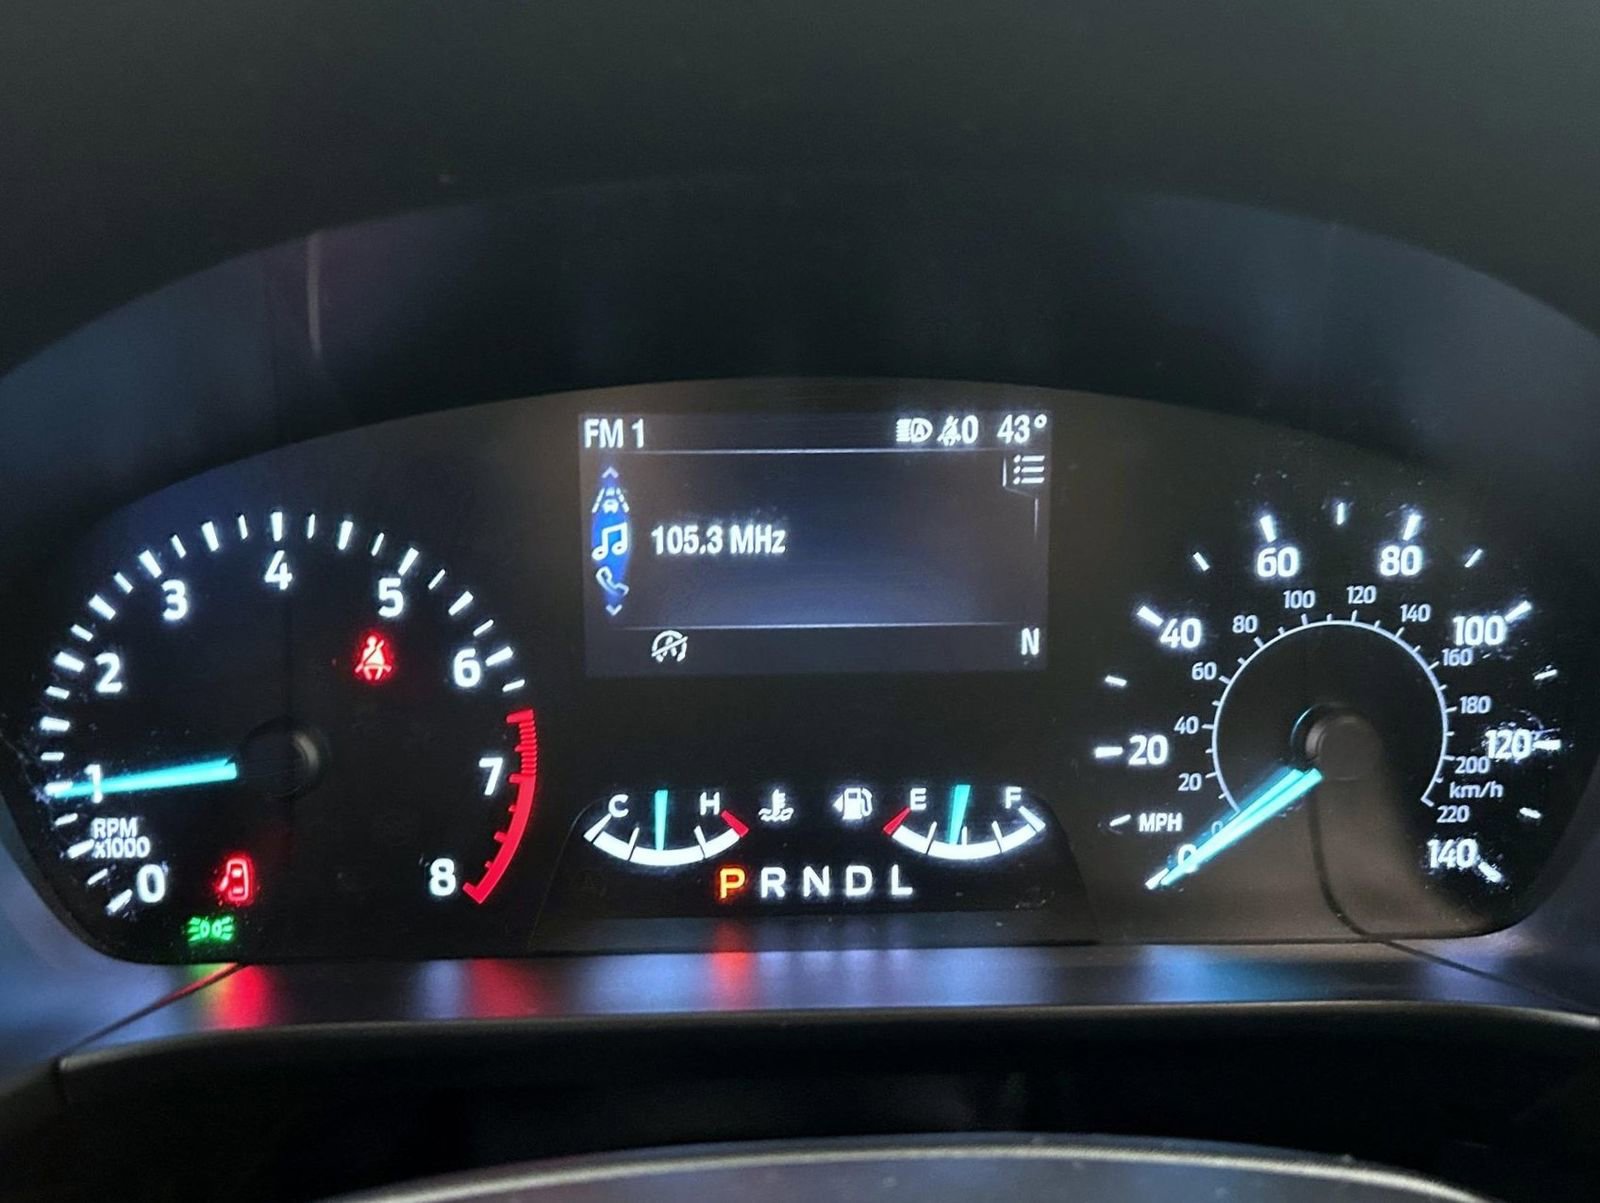 FM 1 0 43°
105.3 MHz
N
0 1 2 3 4 5 6 7 8
RPM
x1000
C H E F
P R N D L
0 20 40 60 80 100 120 140
MPH
0 20 40 60 80 100 120 140 160 180 200 220
km/h